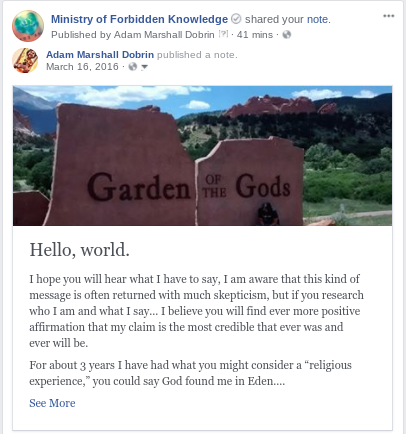 Ministry of Forbidden Knowledge shared your note.
Published by Adam Marshall Dobrin [?] · 41 mins ·
Adam Marshall Dobrin published a note.
March 16, 2016 ·
Garden OF THE Gods
Hello, world.
I hope you will hear what I have to say, I am aware that this kind of
message is often returned with much skepticism, but if you research
who I am and what I say... I believe you will find ever more positive
affirmation that my claim is the most credible that ever was and
ever will be.
For about 3 years I have had what you might consider a “religious
experience,” you could say God found me in Eden....
See More